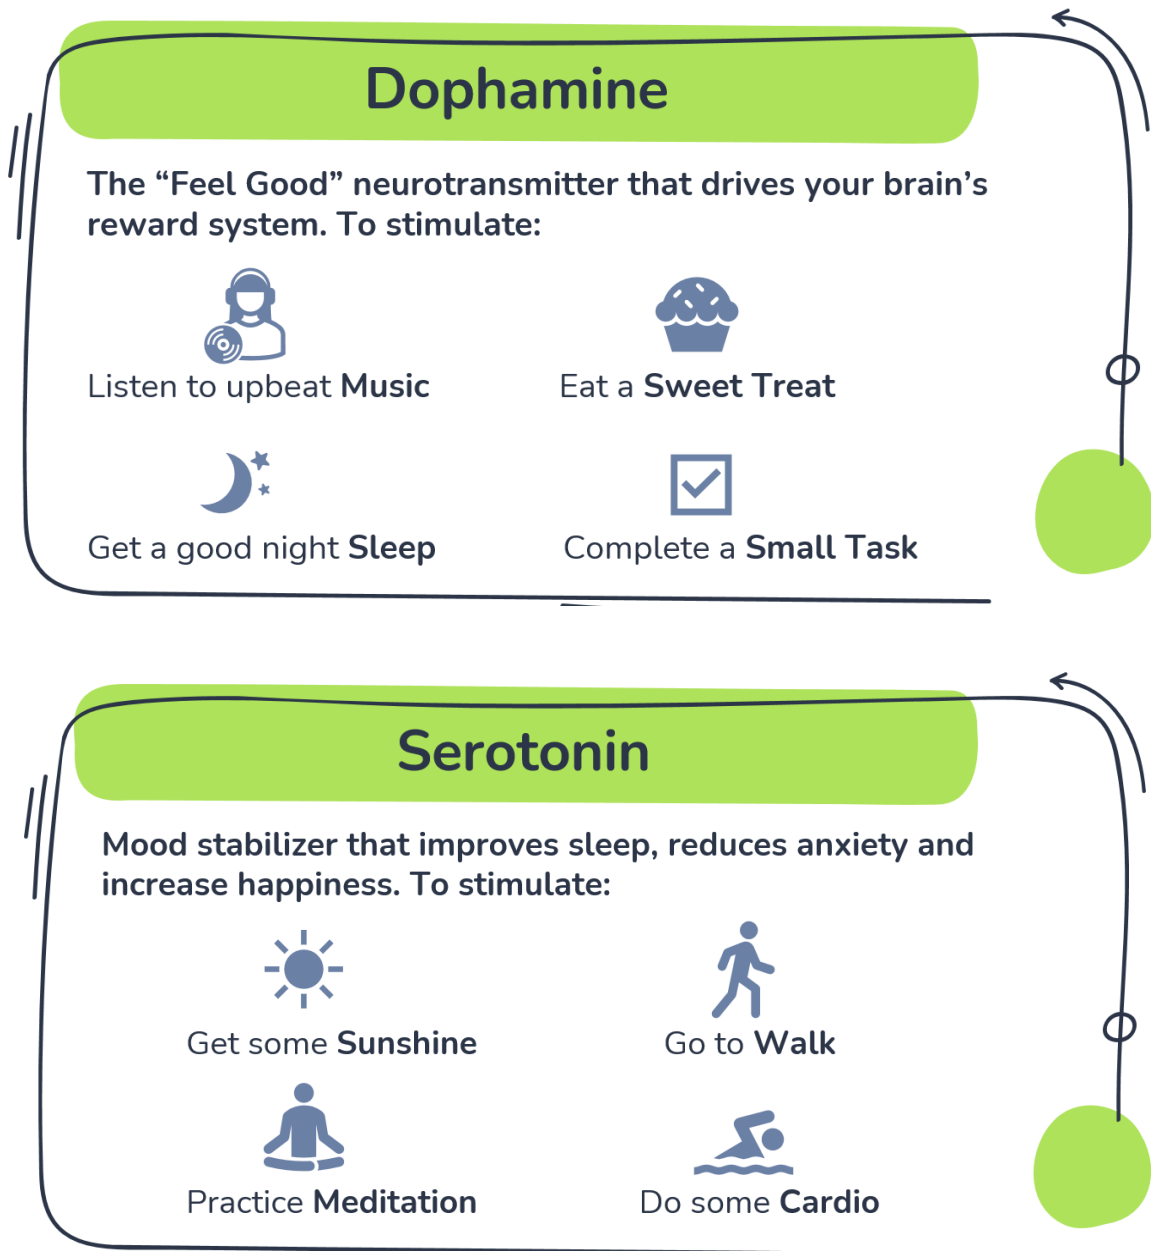 Dophamine
The “Feel Good” neurotransmitter that drives your brain’s
reward system. To stimulate:
Listen to upbeat Music
Eat a Sweet Treat
Get a good night Sleep
Complete a Small Task
Serotonin
Mood stabilizer that improves sleep, reduces anxiety and
increase happiness. To stimulate:
Get some Sunshine
Go to Walk
Practice Meditation
Do some Cardio